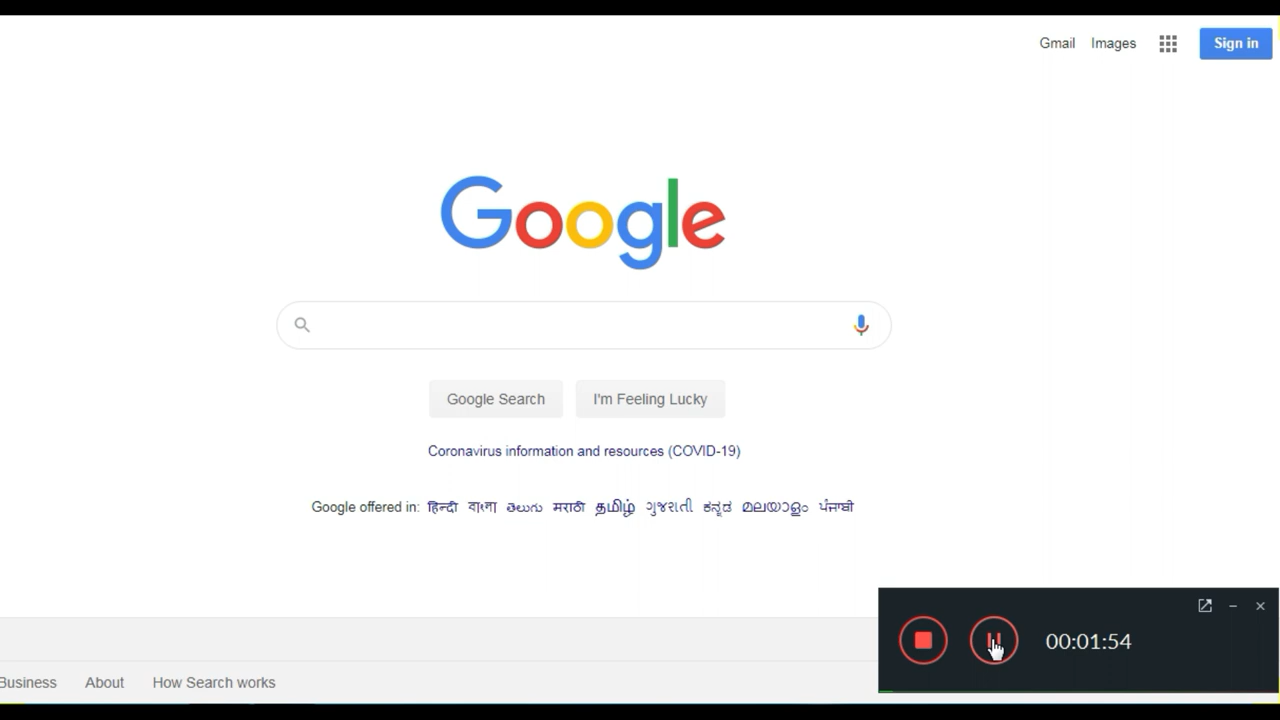 Gmail Images Sign in
Google
Google Search I'm Feeling Lucky
Coronavirus information and resources (COVID-19)
Google offered in: हिन्दी বাংলা తెలుగు मराठी தமிழ் ગુજરાતી ಕನ್ನಡ മലയാളം ਪੰਜਾਬੀ
00:01:54
Business About How Search works